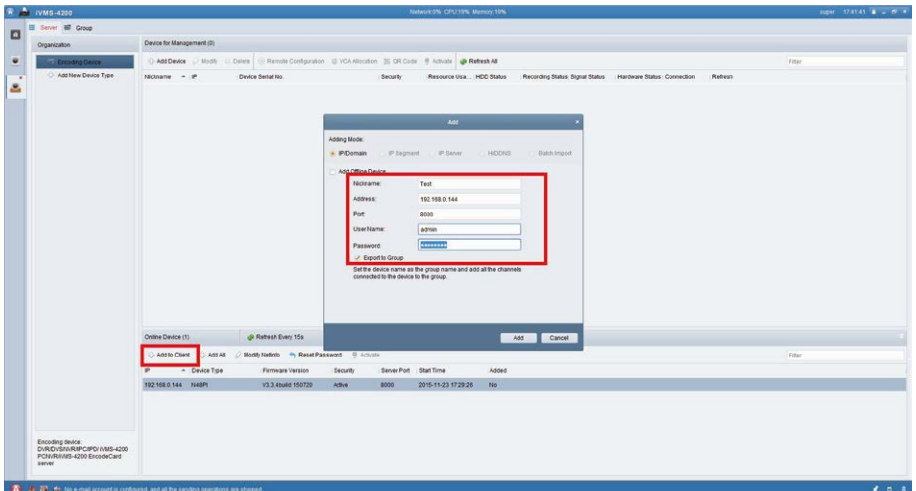 iVMS-4200
Network:0% CPU:19% Memory:19%
super 17:41:41
Server Group
Organization
Encoding Device
Add New Device Type
Device for Management (0)
Add Device Modify Delete Remote Configuration VCA Allocation QR Code Activate Refresh All Filter
Nickname IP Device Serial No. Security Resource Usa... HDD Status Recording Status Signal Status Hardware Status Connection Refresh
Add
Adding Mode:
IP/Domain IP Segment IP Server HiDDNS Batch Import
Add Offline Device
Nickname: Test
Address: 192.168.0.144
Port: 8000
User Name: admin
Password: ••••••••
Export to Group
Set the device name as the group name and add all the channels
connected to the device to the group.
Add Cancel
Online Device (1) Refresh Every 15s
Add to Client Add All Modify Netinfo Reset Password Activate Filter
IP Device Type Firmware Version Security Server Port Start Time Added
192.168.0.144 N48PI V3.3.4build 150720 Active 8000 2015-11-23 17:29:26 No
Encoding device:
DVR/DVS/NVR/IPC/IPD/ iVMS-4200
PCNVR/iVMS-4200 EncodeCard
server
No e-mail account is configured, and all the sending operations are stopped.